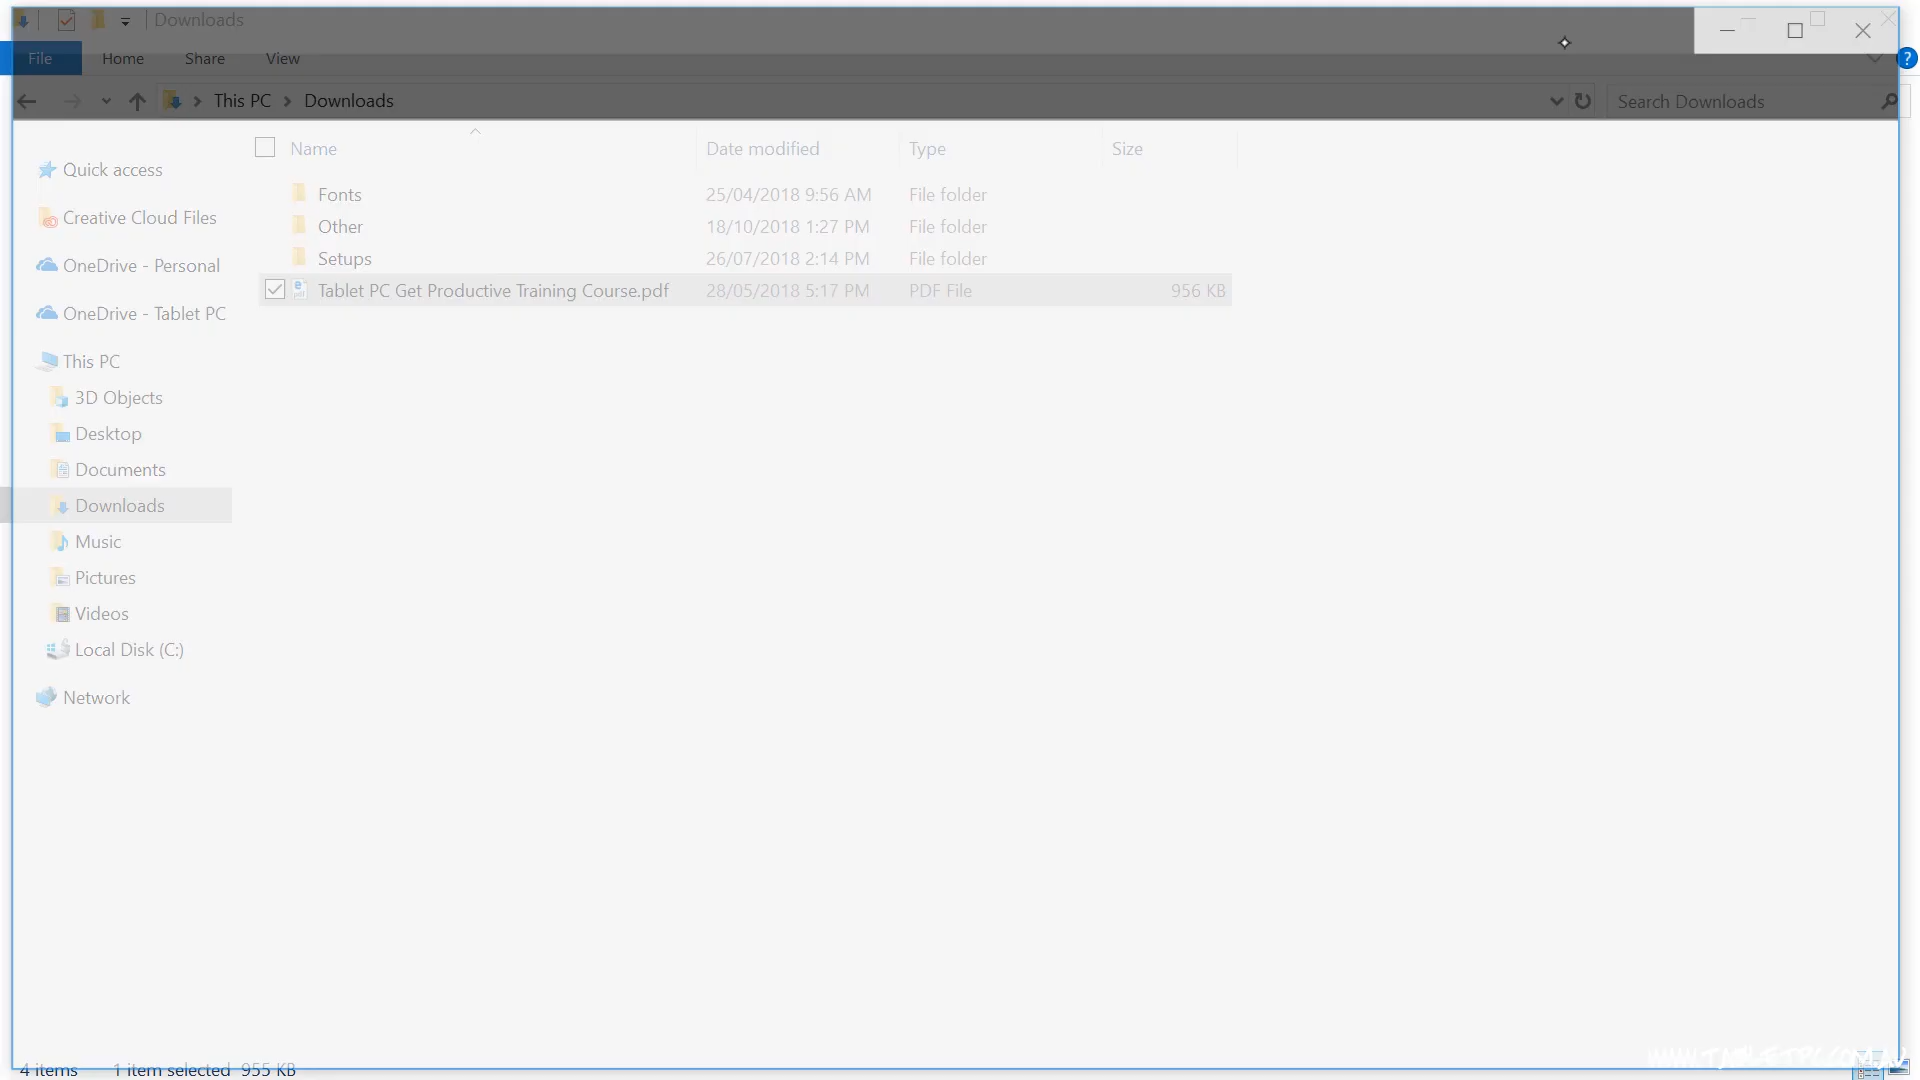 Downloads
File Home Share View ?
This PC Downloads Search Downloads
Name Date modified Type Size
Quick access
Creative Cloud Files
OneDrive - Personal
OneDrive - Tablet PC
This PC
3D Objects
Desktop
Documents
Downloads
Music
Pictures
Videos
Local Disk (C:)
Network
Fonts 25/04/2018 9:56 AM File folder
Other 18/10/2018 1:27 PM File folder
Setups 26/07/2018 2:14 PM File folder
Tablet PC Get Productive Training Course.pdf 28/05/2018 5:17 PM PDF File 956 KB
4 items 1 item selected 955 KB
WWW.TABLETPC.COM.AU